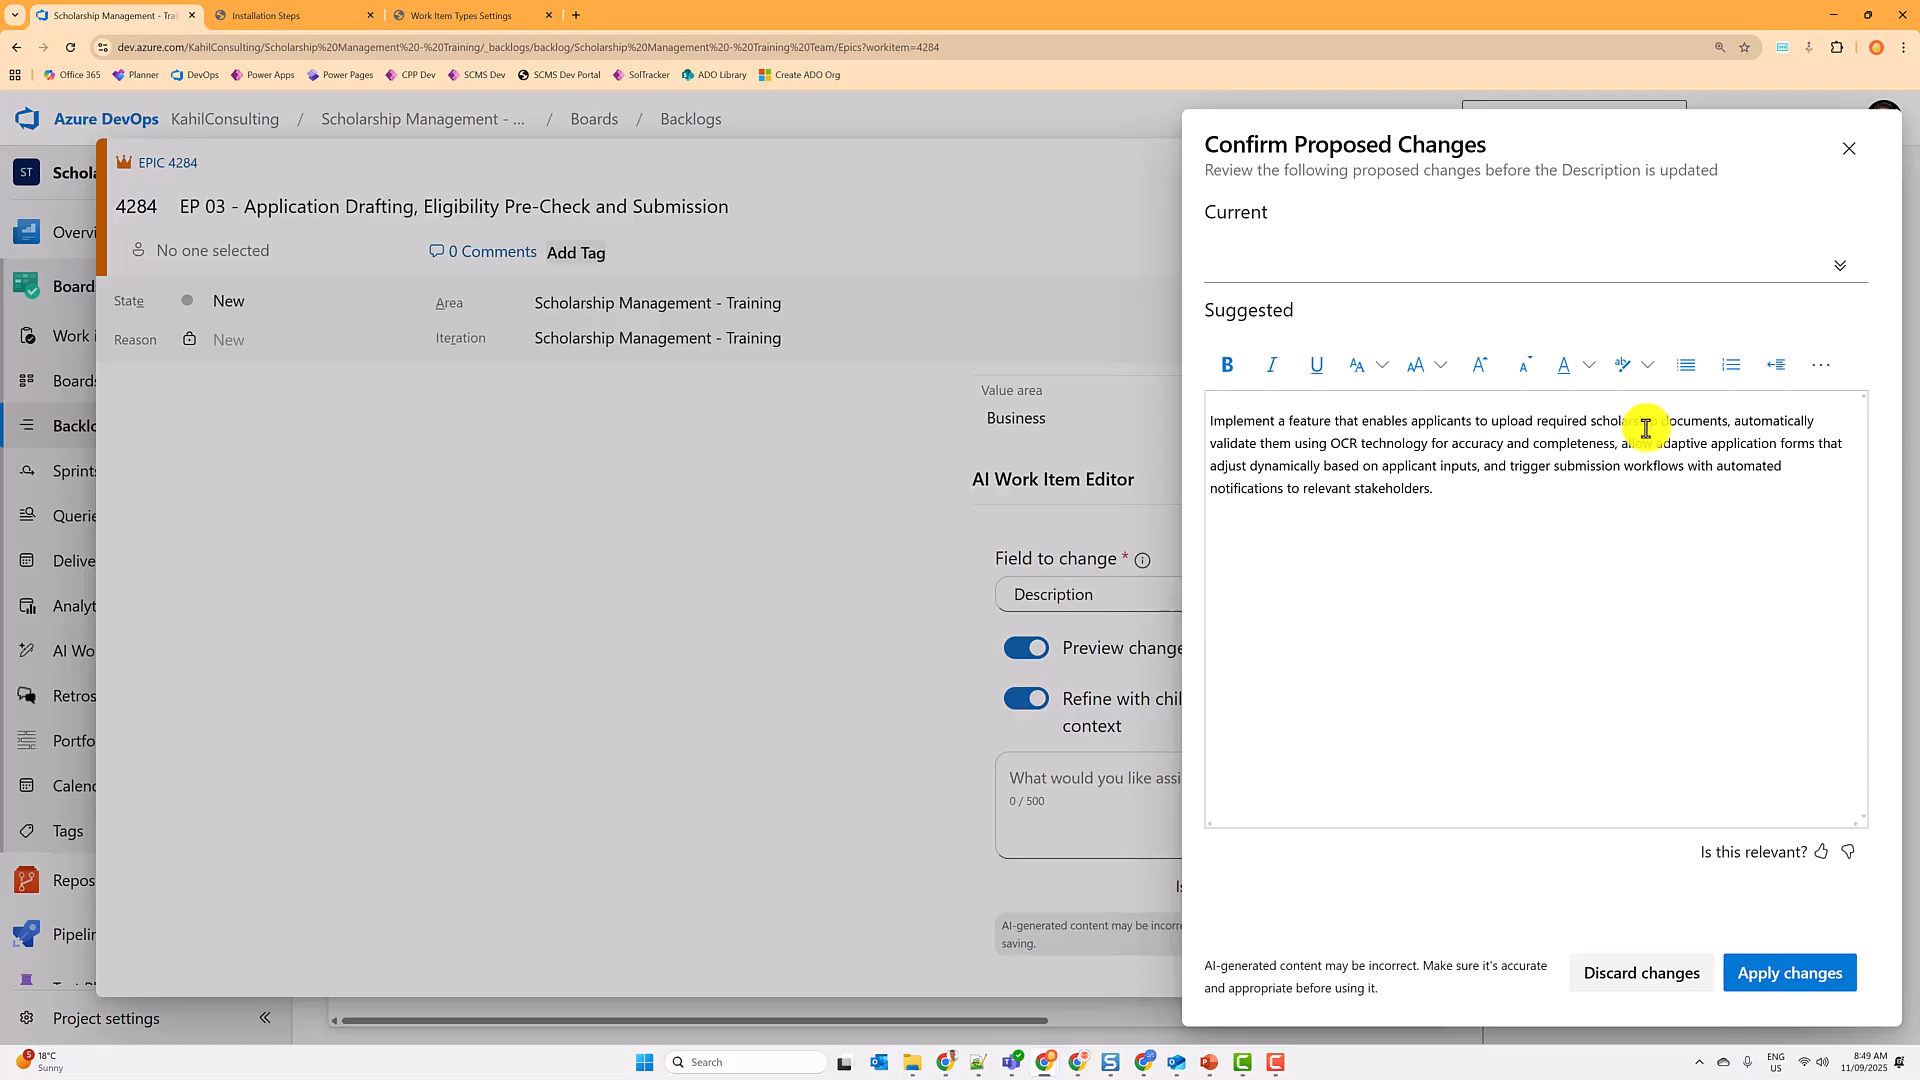 Scholarship Management - Trai
Installation Steps
Work Item Types Settings
dev.azure.com/KahilConsulting/Scholarship%20Management%20-%20Training/_backlogs/backlog/Scholarship%20Management%20-%20Training%20Team/Epics?workitem=4284
Office 365
Planner
DevOps
Power Apps
Power Pages
CPP Dev
SCMS Dev
SCMS Dev Portal
SolTracker
ADO Library
Create ADO Org
Azure DevOps KahilConsulting / Scholarship Management - ... / Boards / Backlogs
ST Schola
Overvi
Boards
Work i
Boards
Backlo
Sprints
Querie
Delive
Analyt
AI Wo
Retros
Portfo
Calenc
Tags
Repos
Pipelin
Project settings
EPIC 4284
4284 EP 03 - Application Drafting, Eligibility Pre-Check and Submission
No one selected
0 Comments
Add Tag
State New
Area Scholarship Management - Training
Reason New
Iteration Scholarship Management - Training
Value area
Business
AI Work Item Editor
Field to change *
Description
Preview change
Refine with chil
context
What would you like assi
0 / 500
Is
AI-generated content may be incorre
saving.
Confirm Proposed Changes
Review the following proposed changes before the Description is updated
Current
Suggested
Implement a feature that enables applicants to upload required scholarship documents, automatically
validate them using OCR technology for accuracy and completeness, allow adaptive application forms that
adjust dynamically based on applicant inputs, and trigger submission workflows with automated
notifications to relevant stakeholders.
Is this relevant?
AI-generated content may be incorrect. Make sure it's accurate
and appropriate before using it.
Discard changes
Apply changes
5
18°C
Sunny
Search
ENG
US
8:49 AM
11/09/2025